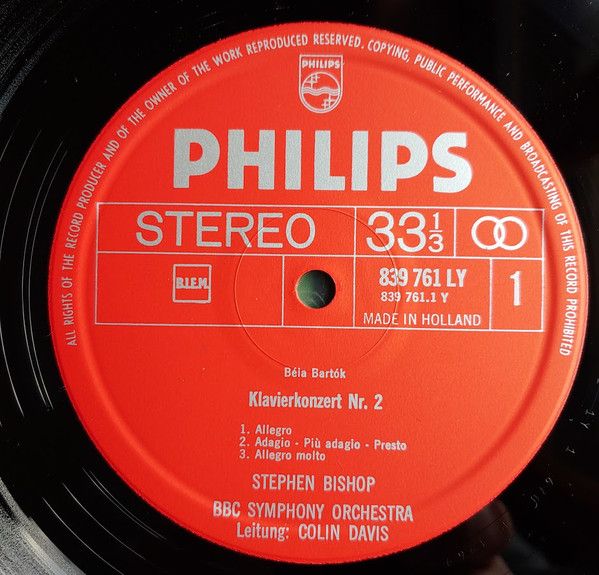 ALL RIGHTS OF THE RECORD PRODUCER AND OF THE OWNER OF THE WORK REPRODUCED RESERVED. COPYING, PUBLIC PERFORMANCE AND BROADCASTING OF THIS RECORD PROHIBITED
PHILIPS
PHILIPS
STEREO 33 1/3
B.I.E.M. 839 761 LY 1
839 761.1 Y
MADE IN HOLLAND
Béla Bartók
Klavierkonzert Nr. 2
1. Allegro
2. Adagio - Più adagio - Presto
3. Allegro molto
STEPHEN BISHOP
BBC SYMPHONY ORCHESTRA
Leitung: COLIN DAVIS